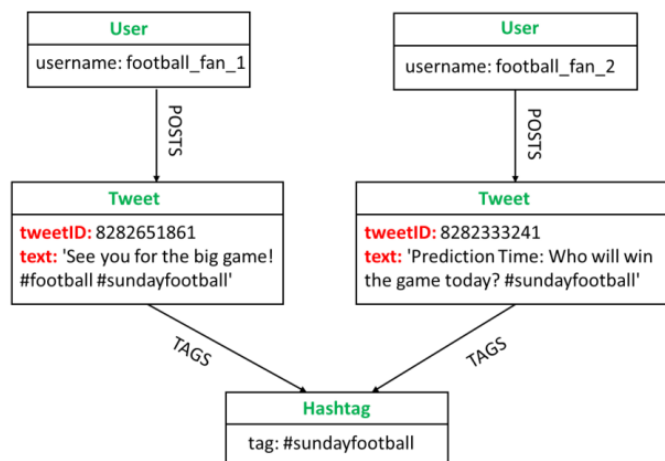 User
username: football_fan_1
User
username: football_fan_2
POSTS
POSTS
Tweet
tweetID: 8282651861
text: 'See you for the big game!
#football #sundayfootball'
Tweet
tweetID: 8282333241
text: 'Prediction Time: Who will win
the game today? #sundayfootball'
TAGS
TAGS
Hashtag
tag: #sundayfootball